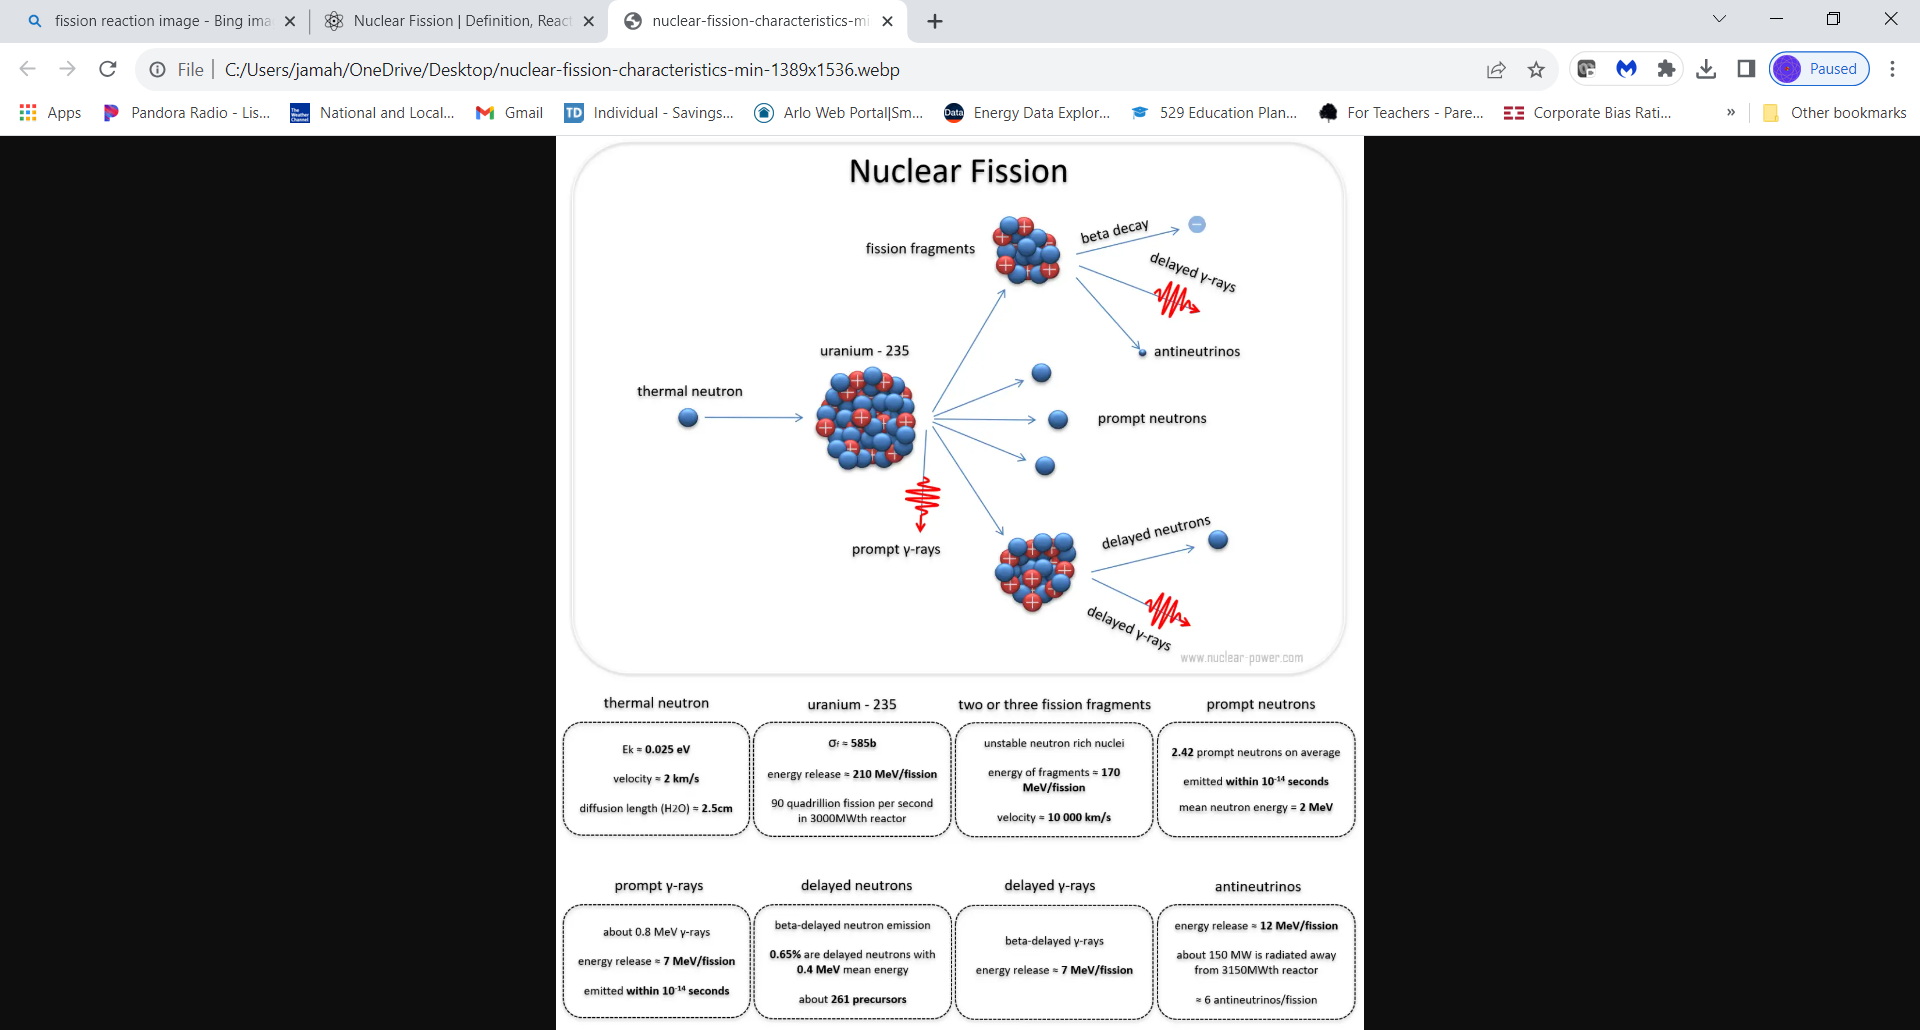 fission reaction image - Bing ima
Nuclear Fission | Definition, Reac
nuclear-fission-characteristics-mi
File
C:/Users/jamah/OneDrive/Desktop/nuclear-fission-characteristics-min-1389x1536.webp
Paused
Apps
Pandora Radio - Lis...
The Weather Channel
National and Local...
Gmail
TD
Individual - Savings...
Arlo Web Portal|Sm...
Data
Energy Data Explor...
529 Education Plan...
For Teachers - Pare...
Corporate Bias Rati...
»
Other bookmarks
Nuclear Fission
fission fragments
beta decay
delayed γ-rays
antineutrinos
uranium - 235
thermal neutron
prompt neutrons
prompt γ-rays
delayed neutrons
delayed γ-rays
www.nuclear-power.com
thermal neutron
Ek = 0.025 eV
velocity ≈ 2 km/s
diffusion length (H2O) ≈ 2.5cm
uranium - 235
σf ≈ 585b
energy release ≈ 210 MeV/fission
90 quadrillion fission per second
in 3000MWth reactor
two or three fission fragments
unstable neutron rich nuclei
energy of fragments ≈ 170
MeV/fission
velocity ≈ 10 000 km/s
prompt neutrons
2.42 prompt neutrons on average
emitted within 10⁻¹⁴ seconds
mean neutron energy = 2 MeV
prompt γ-rays
about 0.8 MeV γ-rays
energy release ≈ 7 MeV/fission
emitted within 10⁻¹⁴ seconds
delayed neutrons
beta-delayed neutron emission
0.65% are delayed neutrons with
0.4 MeV mean energy
about 261 precursors
delayed γ-rays
beta-delayed γ-rays
energy release ≈ 7 MeV/fission
antineutrinos
energy release ≈ 12 MeV/fission
about 150 MW is radiated away
from 3150MWth reactor
≈ 6 antineutrinos/fission